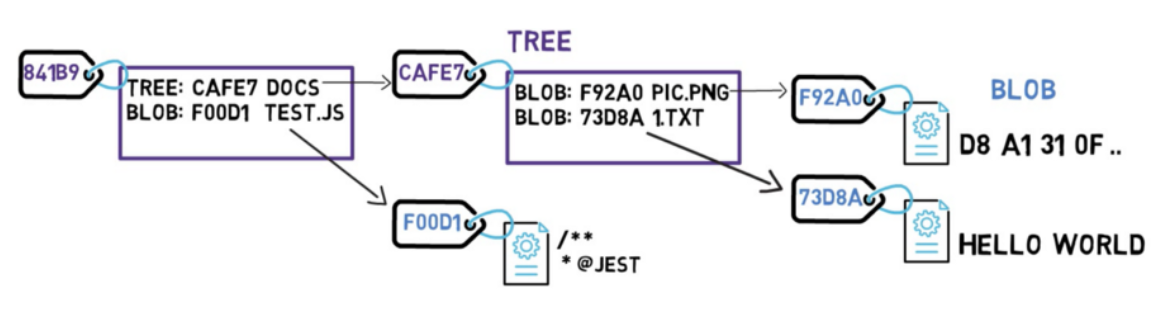 TREE
841B9
TREE: CAFE7 DOCS
BLOB: F00D1 TEST.JS
CAFE7
BLOB: F92A0 PIC.PNG
BLOB: 73D8A 1.TXT
F92A0
BLOB
D8 A1 31 0F ..
73D8A
HELLO WORLD
F00D1
/**
* @JEST